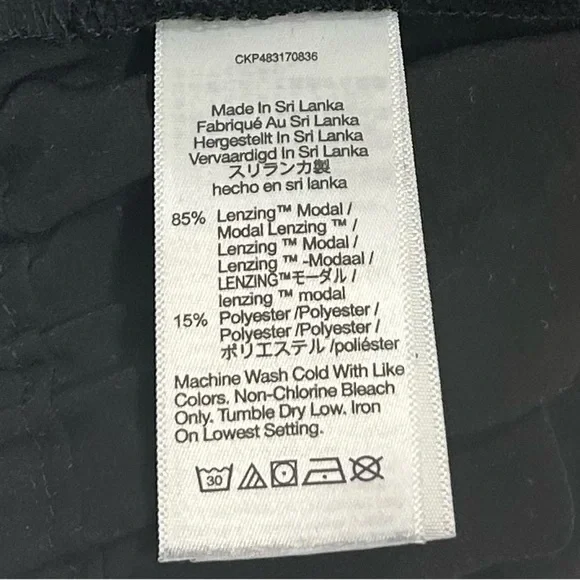 CKP483170836
Made In Sri Lanka
Fabriqué Au Sri Lanka
Hergestellt In Sri Lanka
Vervaardigd In Sri Lanka
スリランカ製
hecho en sri lanka
85% Lenzing™ Modal /
Modal Lenzing ™ /
Lenzing ™ Modal /
Lenzing ™ -Modaal /
LENZING™モーダル /
lenzing ™ modal
15% Polyester /Polyester /
Polyester /Polyester /
ポリエステル /poliéster
Machine Wash Cold With Like
Colors. Non-Chlorine Bleach
Only. Tumble Dry Low. Iron
On Lowest Setting.
30